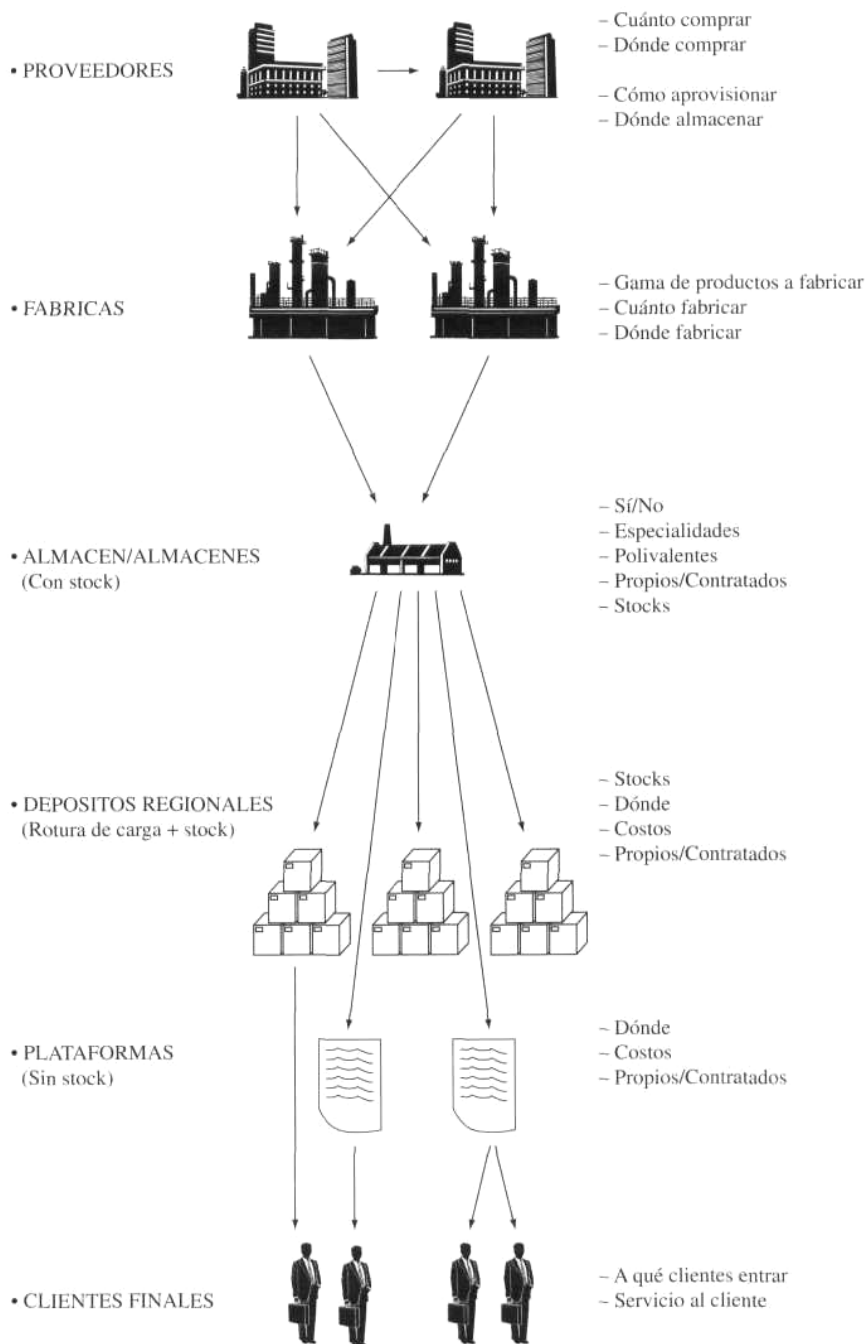 – Cuánto comprar
– Dónde comprar
• PROVEEDORES
– Cómo aprovisionar
– Dónde almacenar
– Gama de productos a fabricar
• FABRICAS
– Cuánto fabricar
– Dónde fabricar
– Sí/No
– Especialidades
• ALMACEN/ALMACENES
– Polivalentes
(Con stock)
– Propios/Contratados
– Stocks
– Stocks
• DEPOSITOS REGIONALES
– Dónde
(Rotura de carga + stock)
– Costos
– Propios/Contratados
– Dónde
• PLATAFORMAS
– Costos
(Sin stock)
– Propios/Contratados
– A qué clientes entrar
• CLIENTES FINALES
– Servicio al cliente